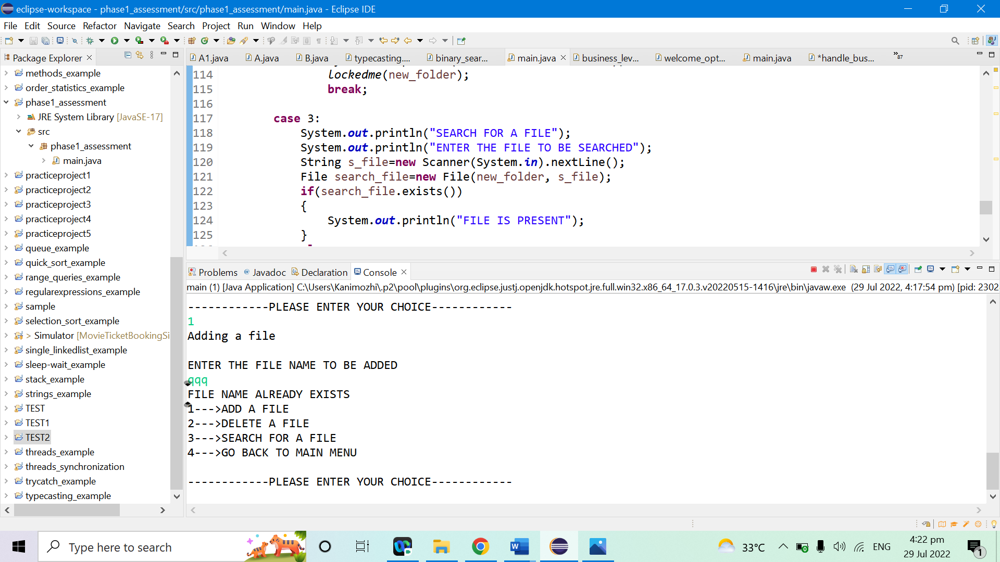 eclipse-workspace - phase1_assessment/src/phase1_assessment/main.java - Eclipse IDE
File Edit Source Refactor Navigate Search Project Run Window Help
Package Explorer
methods_example
order_statistics_example
phase1_assessment
JRE System Library [JavaSE-17]
src
phase1_assessment
main.java
practiceproject1
practiceproject2
practiceproject3
practiceproject4
practiceproject5
queue_example
quick_sort_example
range_queries_example
regularexpressions_example
sample
selection_sort_example
> Simulator [MovieTicketBookingSi
single_linkedlist_example
sleep-wait_example
stack_example
strings_example
TEST
TEST1
TEST2
threads_example
threads_synchronization
trycatch_example
typecasting_example
A1.java A.java B.java typecasting.... binary_sear... main.java business_lev... welcome_opt... main.java *handle_bus... »87
114 lockedme(new_folder);
115 break;
116
117 case 3:
118 System.out.println("SEARCH FOR A FILE");
119 System.out.println("ENTER THE FILE TO BE SEARCHED");
120 String s_file=new Scanner(System.in).nextLine();
121 File search_file=new File(new_folder, s_file);
122 if(search_file.exists())
123 {
124 System.out.println("FILE IS PRESENT");
125 }
Problems @ Javadoc Declaration Console
main (1) [Java Application] C:\Users\Kanimozhi\.p2\pool\plugins\org.eclipse.justj.openjdk.hotspot.jre.full.win32.x86_64_17.0.3.v20220515-1416\jre\bin\javaw.exe (29 Jul 2022, 4:17:54 pm) [pid: 2302
------------PLEASE ENTER YOUR CHOICE------------
1
Adding a file
ENTER THE FILE NAME TO BE ADDED
qqq
FILE NAME ALREADY EXISTS
1--->ADD A FILE
2--->DELETE A FILE
3--->SEARCH FOR A FILE
4--->GO BACK TO MAIN MENU
------------PLEASE ENTER YOUR CHOICE------------
Type here to search
33°C
ENG
4:22 pm
29 Jul 2022
1